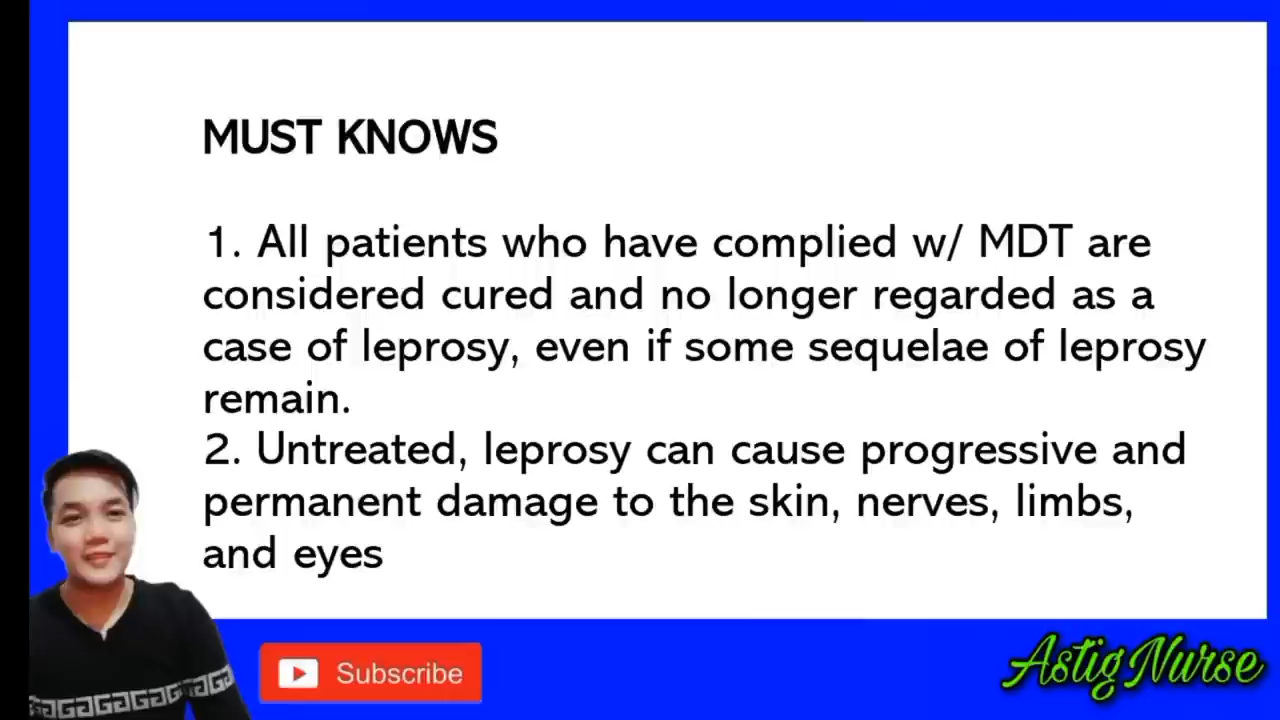 MUST KNOWS
1. All patients who have complied w/ MDT are
considered cured and no longer regarded as a
case of leprosy, even if some sequelae of leprosy
remain.
2. Untreated, leprosy can cause progressive and
permanent damage to the skin, nerves, limbs,
and eyes
Subscribe
Astig Nurse